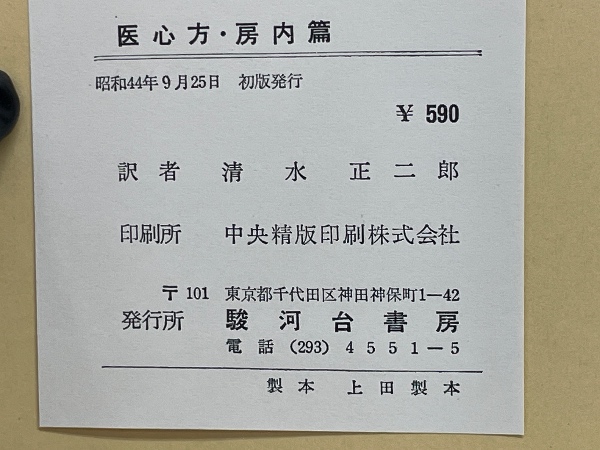 医心方・房内篇
昭和44年9月25日 初版発行
¥ 590
訳者 清水正二郎
印刷所 中央精版印刷株式会社
〒101 東京都千代田区神田神保町1―42
発行所 駿河台書房
電話(293)4551―5
製本 上田製本